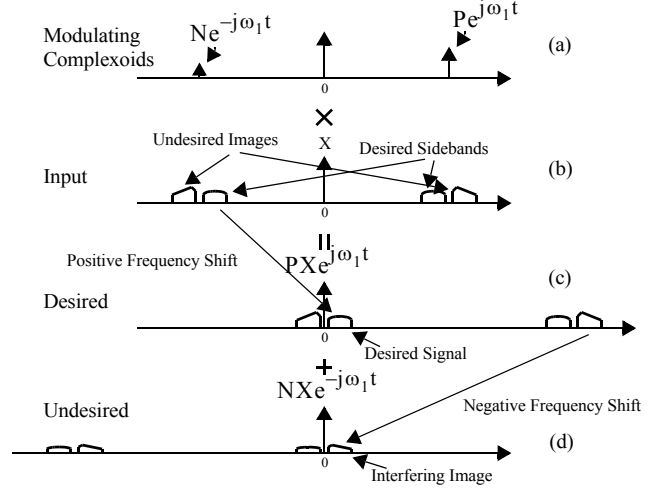 Modulating
Complexoids
Ne^{-jω₁t}
Pe^{jω₁t}
(a)
0
×
X
Undesired Images
Desired Sidebands
Input
(b)
0
=
PXe^{jω₁t}
Positive Frequency Shift
(c)
Desired
0
Desired Signal
+
NXe^{-jω₁t}
Undesired
Negative Frequency Shift
(d)
0
Interfering Image